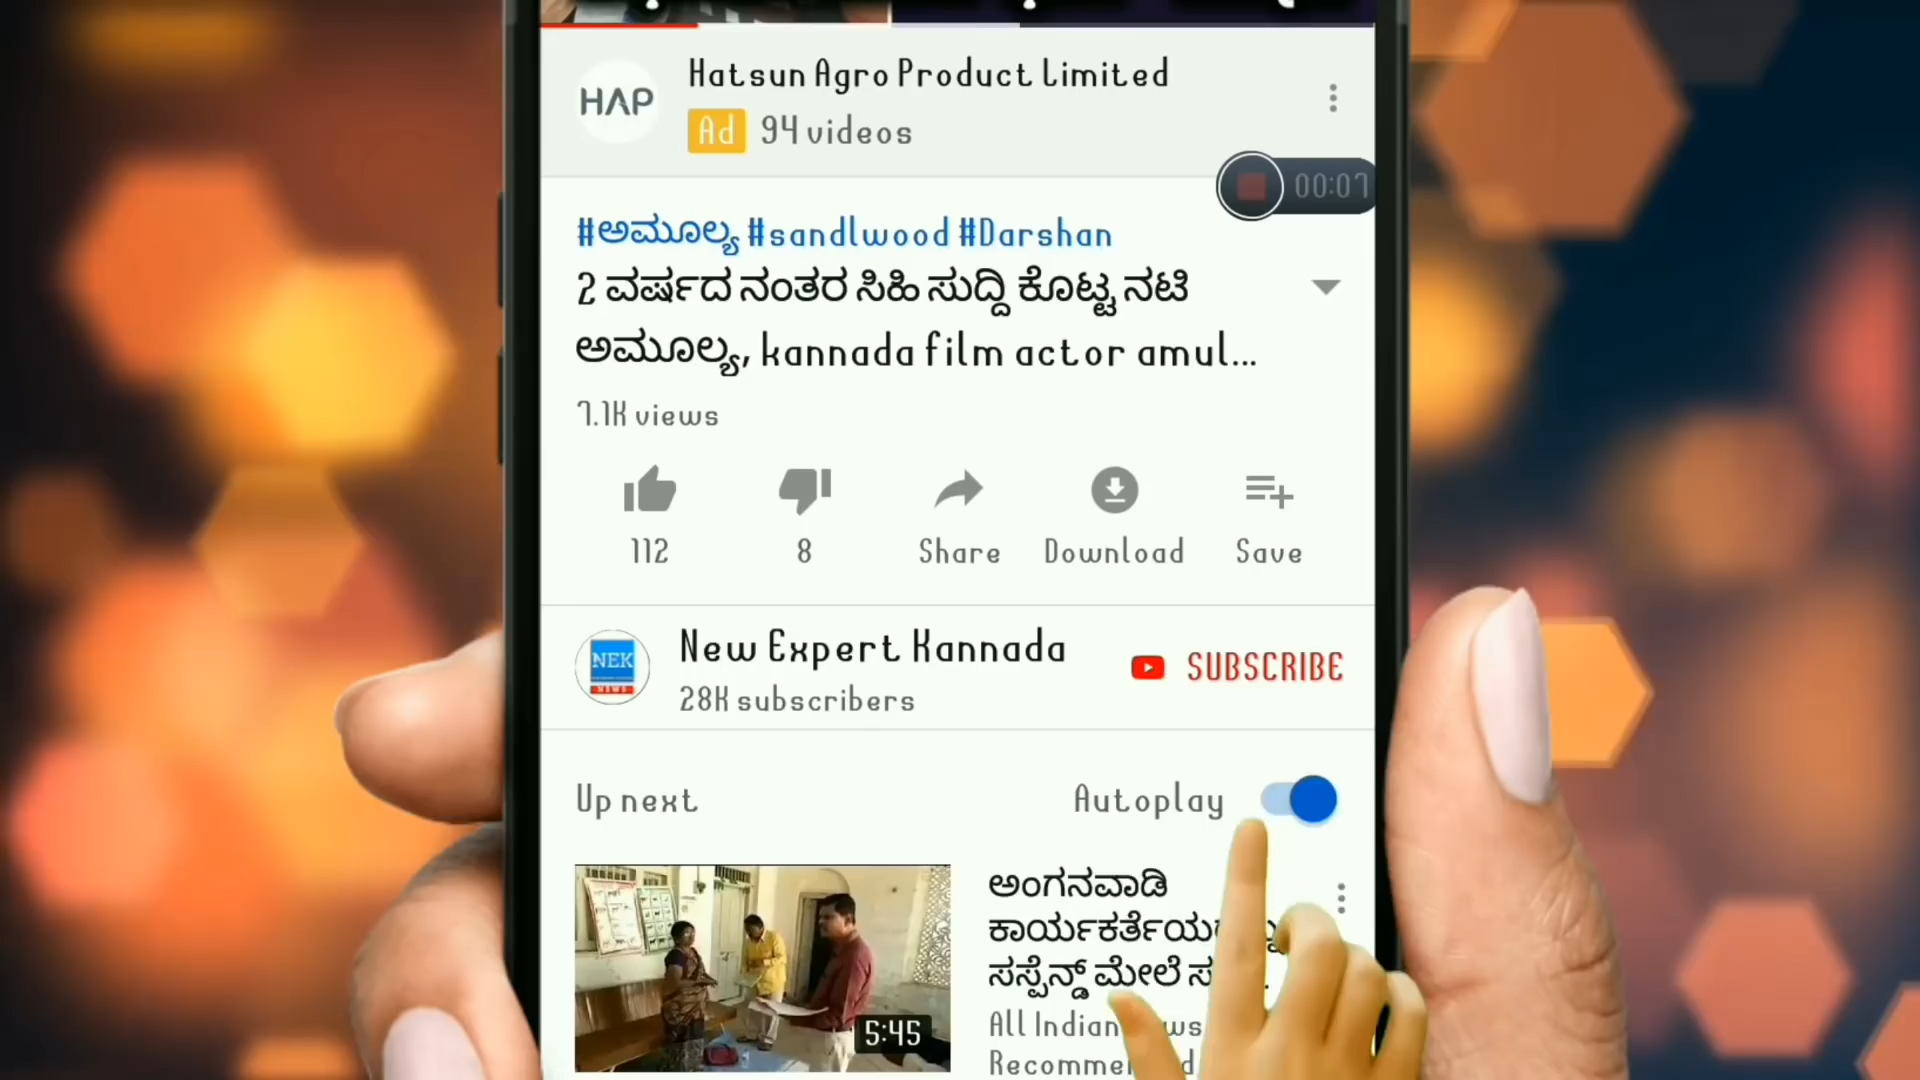 HAP
Hatsun Agro Product Limited
Ad 94 videos
00:07
#ಅಮೂಲ್ಯ #sandlwood #Darshan
2 ವರ್ಷದ ನಂತರ ಸಿಹಿ ಸುದ್ದಿ ಕೊಟ್ಟ ನಟಿ
ಅಮೂಲ್ಯ, kannada film actor amul...
7.1K views
112
8
Share
Download
Save
NEK
NEWS
New Expert Kannada
28K subscribers
SUBSCRIBE
Up next
Autoplay
5:45
ಅಂಗನವಾಡಿ
ಸಸ್ಪೆನ್ಡ್ ಮೇಲೆ
All Indian